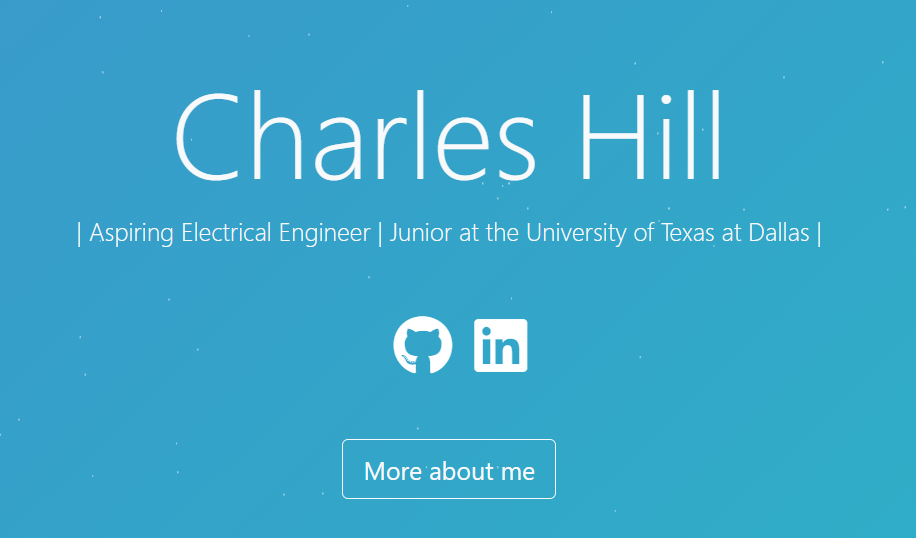 Charles Hill
| Aspiring Electrical Engineer | Junior at the University of Texas at Dallas |
in
More about me